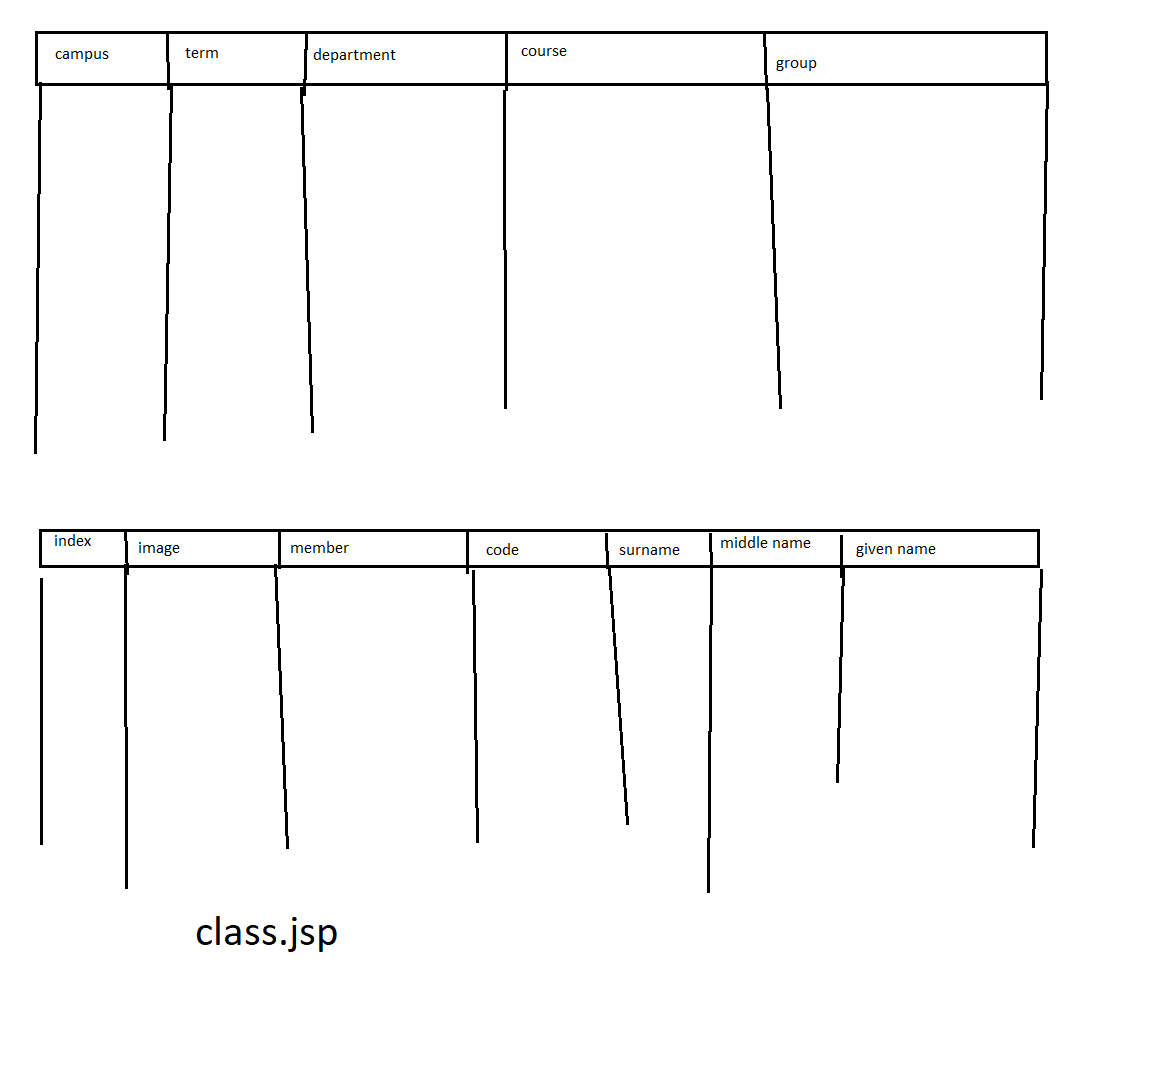 campus term department course group
index image member code surname middle name given name
class.jsp